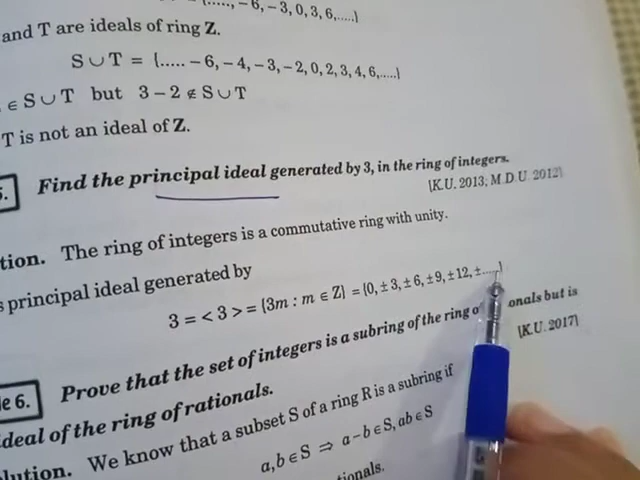 –6, –3, 0, 3, 6,.....}
and T are ideals of ring Z.
S ∪ T = {..... – 6, – 4, – 3, – 2, 0, 2, 3, 4, 6,.....}
∈ S ∪ T but 3 – 2 ∉ S ∪ T
T is not an ideal of Z.
5. Find the principal ideal generated by 3, in the ring of integers.
[K.U. 2013; M.D.U. 2012]
tion. The ring of integers is a commutative ring with unity.
s principal ideal generated by
3 = < 3 > = {3m : m ∈ Z} = {0, ± 3, ± 6, ± 9, ± 12, ±.....}
le 6. Prove that the set of integers is a subring of the ring of onals but is
deal of the ring of rationals.
[K.U. 2017]
lution. We know that a subset S of a ring R is a subring if
a, b ∈ S ⇒ a – b ∈ S, ab ∈ S
tionals.